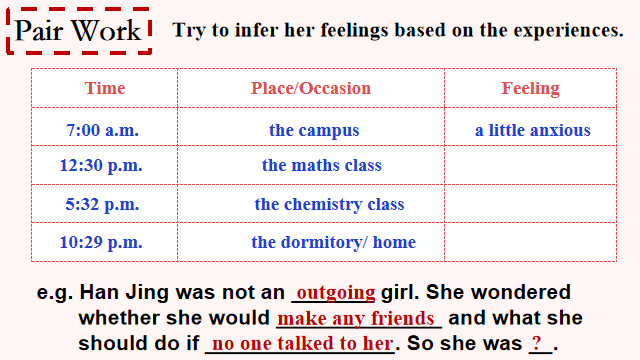 Pair Work
Try to infer her feelings based on the experiences.
Time Place/Occasion Feeling
7:00 a.m. the campus a little anxious
12:30 p.m. the maths class
5:32 p.m. the chemistry class
10:29 p.m. the dormitory/ home
e.g. Han Jing was not an outgoing girl. She wondered
whether she would make any friends and what she
should do if no one talked to her. So she was ? .